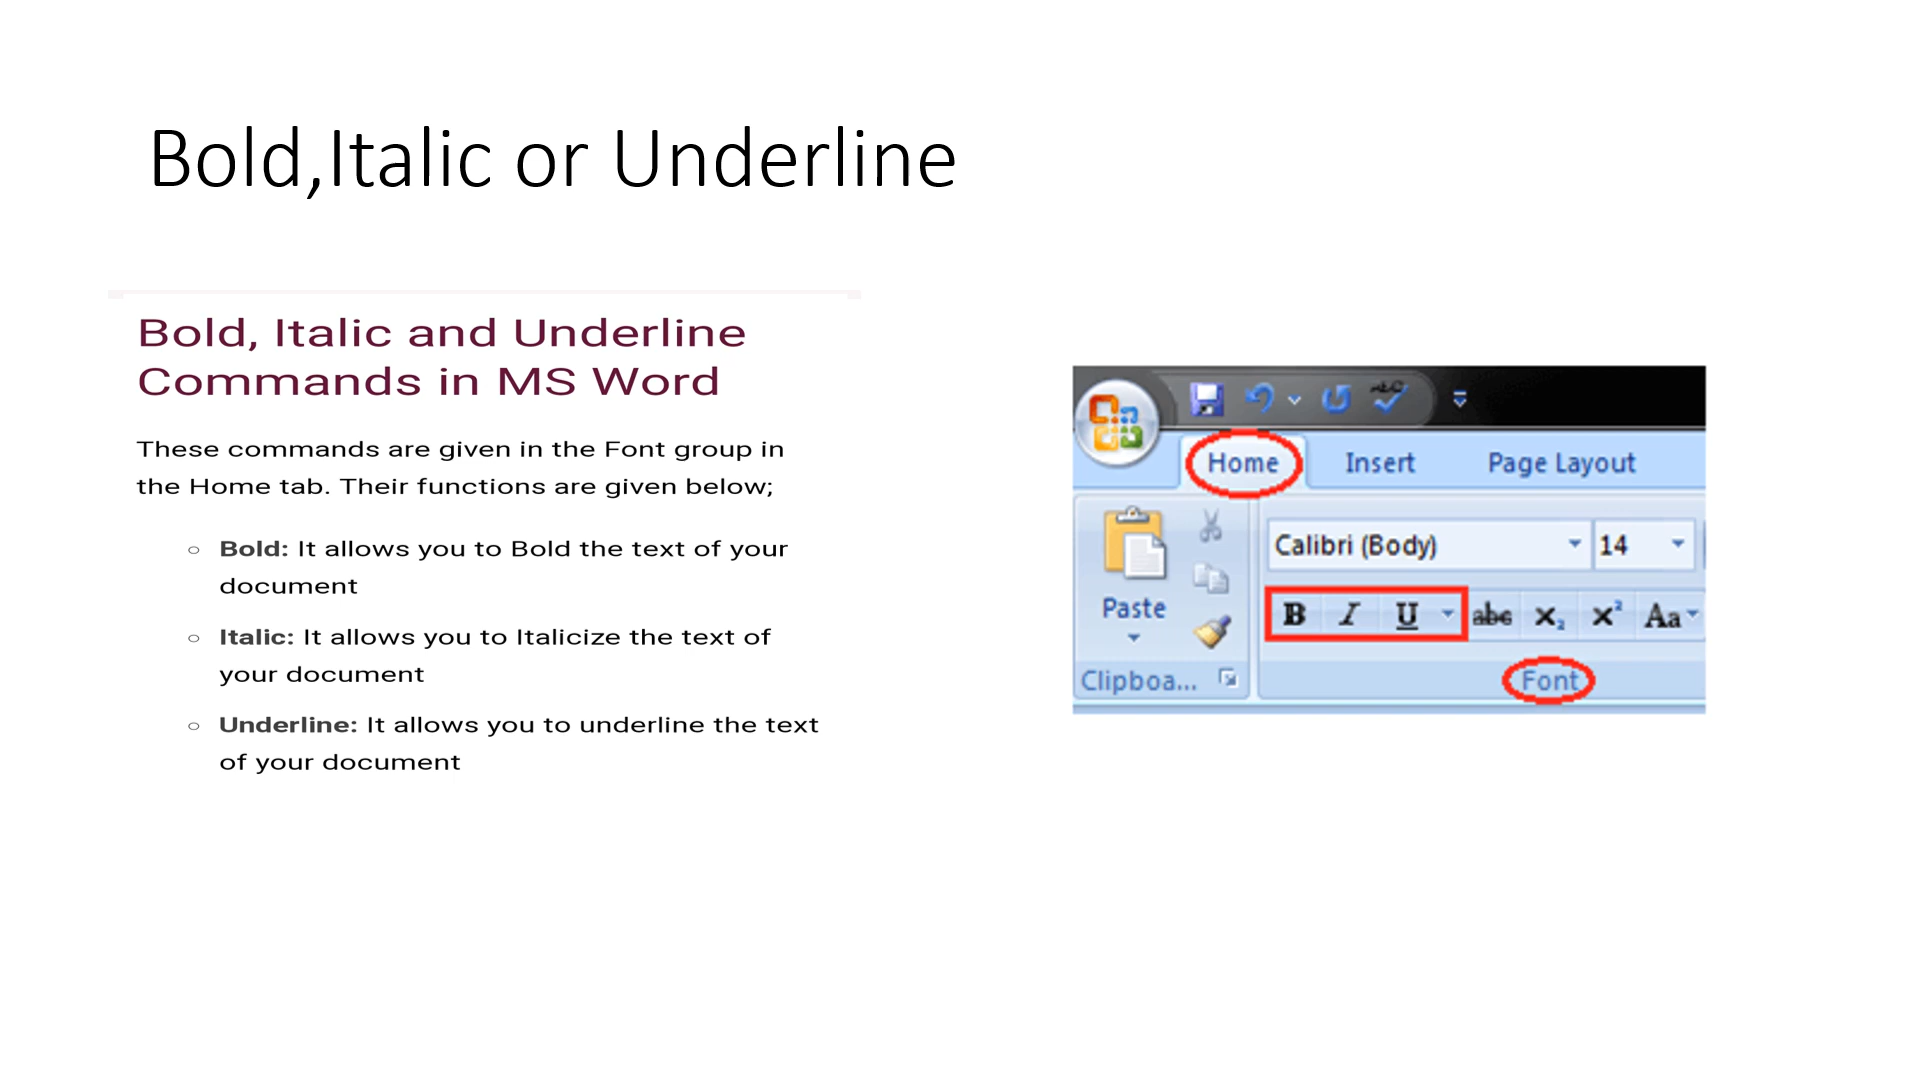 Bold,Italic or Underline
Bold, Italic and Underline
Commands in MS Word
These commands are given in the Font group in
the Home tab. Their functions are given below;
Bold: It allows you to Bold the text of your
document
Italic: It allows you to Italicize the text of
your document
Underline: It allows you to underline the text
of your document
Home Insert Page Layout
Calibri (Body) 14
Paste
B I U abc x₂ x² Aa
Clipboa... Font